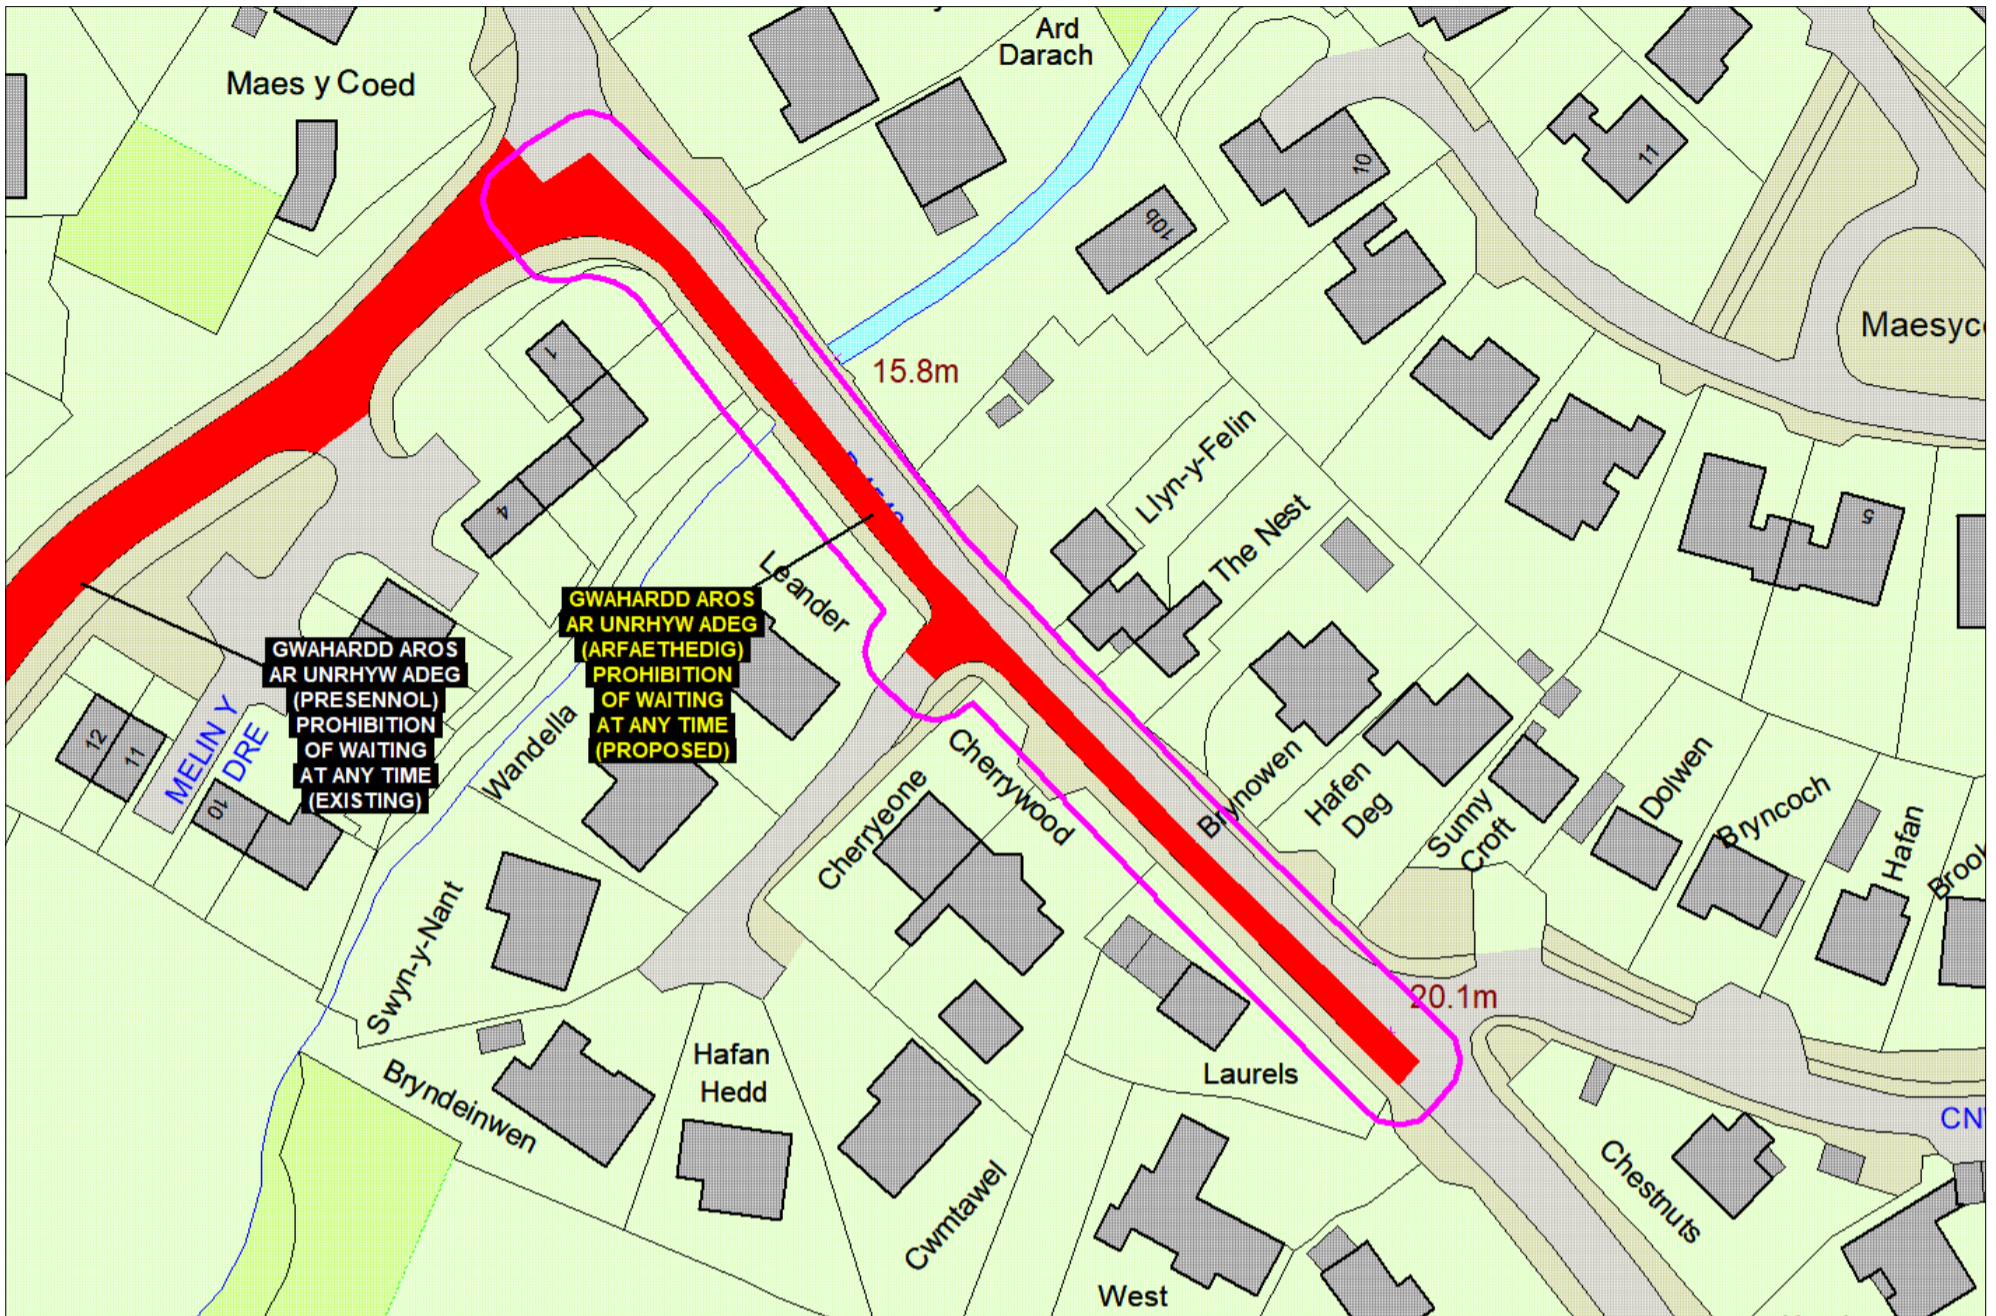 Ard
Darach
Maes y Coed
10
11
10b
Maesyc
15.8m
1
4
Llyn-y-Felin
The Nest
5
Leander
GWAHARDD AROS
AR UNRHYW ADEG
(ARFAETHEDIG)
PROHIBITION
OF WAITING
AT ANY TIME
(PROPOSED)
GWAHARDD AROS
AR UNRHYW ADEG
(PRESENNOL)
PROHIBITION
OF WAITING
AT ANY TIME
(EXISTING)
12
11
10
MELIN Y
DRE
Wandella
Cherryeone
Cherrywood
Brynowen
Hafen
Deg
Sunny
Croft
Dolwen
Bryncoch
Hafan
Brook
Swyn-y-Nant
20.1m
Bryndeinwen
Hafan
Hedd
Laurels
CN
Cwmtawel
Chestnuts
West